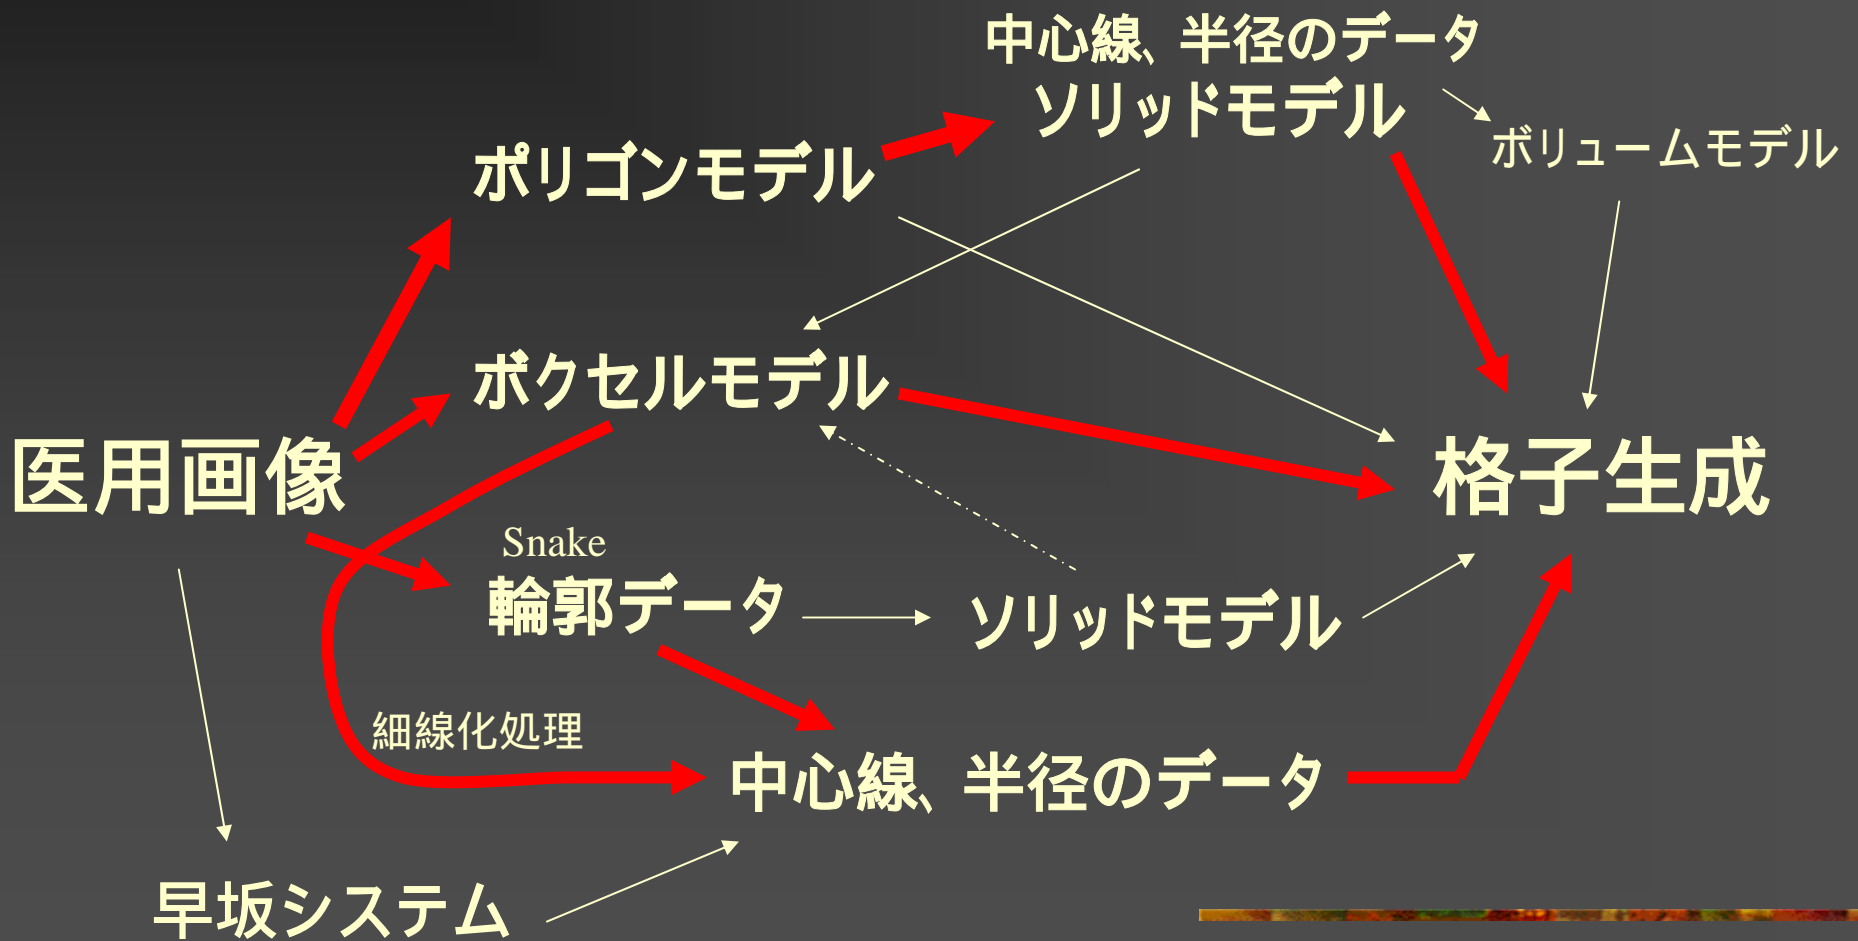 中心線、半径のデータ
ソリッドモデル
ボリュームモデル
ポリゴンモデル
ボクセルモデル
医用画像
格子生成
Snake
輪郭データ
ソリッドモデル
細線化処理
中心線、半径のデータ
早坂システム